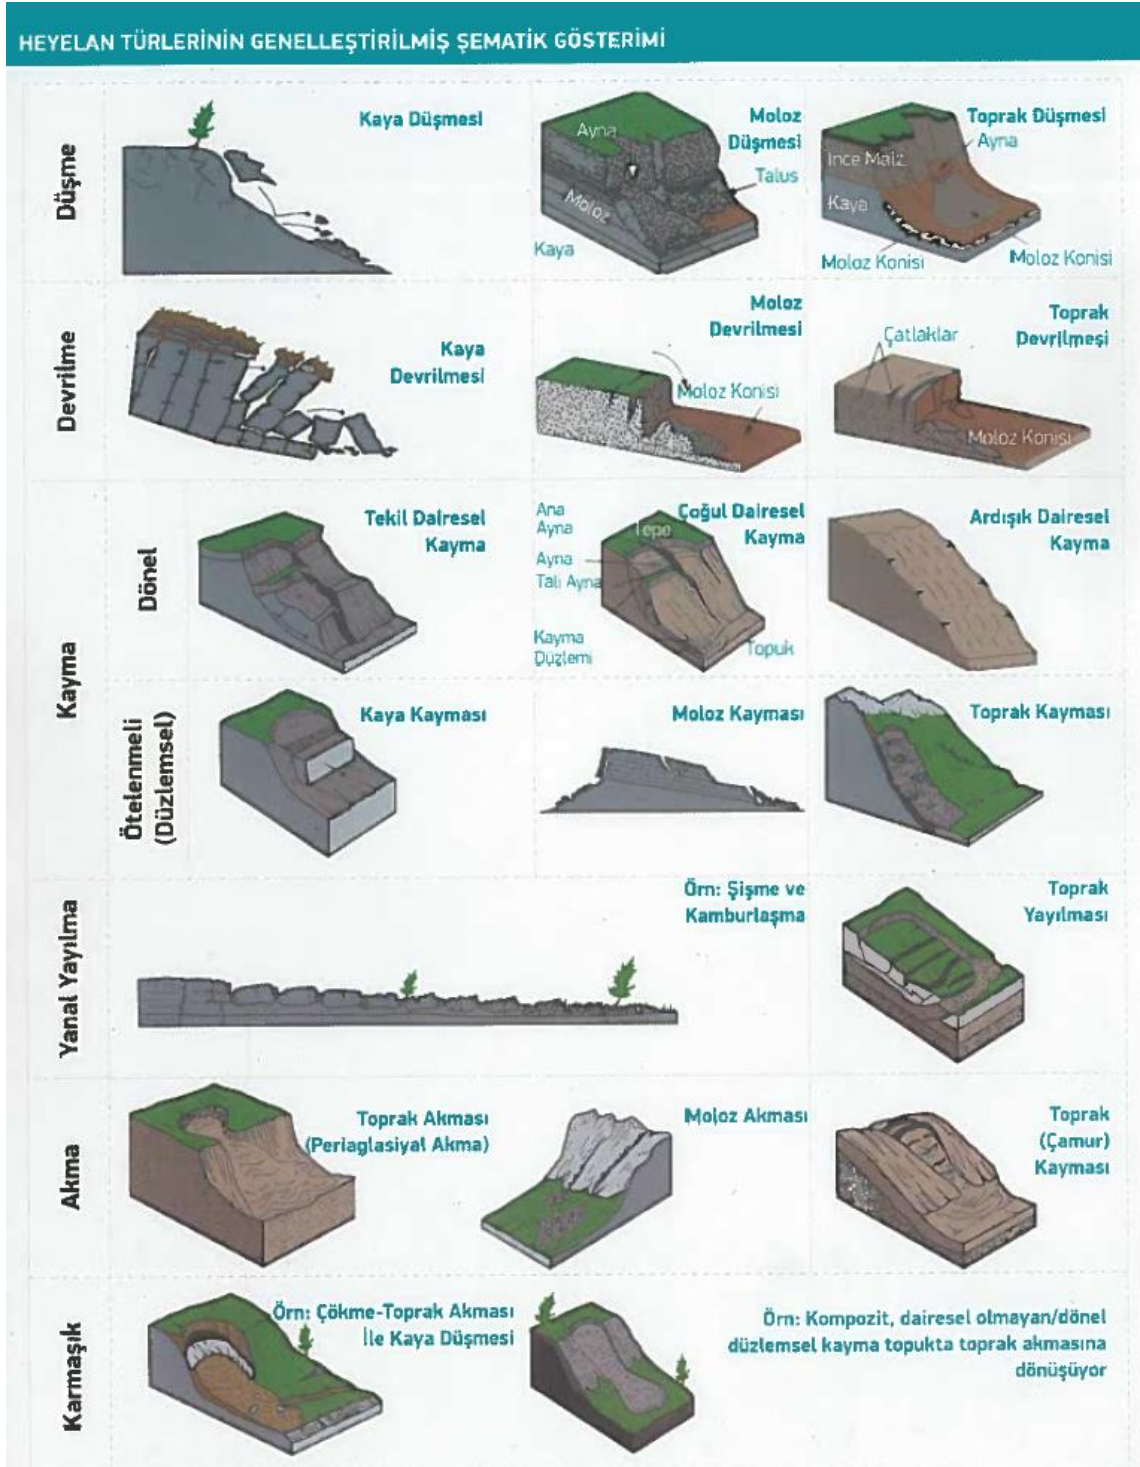 HEYELAN TÜRLERİNİN GENELLEŞTİRİLMİŞ ŞEMATİK GÖSTERİMİ
Düşme
Kaya Düşmesi
Moloz
Düşmesi
Ayna
Talus
Moloz
Kaya
Toprak Düşmesi
Ayna
İnce Malz.
Kaya
Moloz Konisi
Moloz Konisi
Devrilme
Kaya
Devrilmesi
Moloz
Devrilmesi
Moloz Konisi
Toprak
Devrilmesi
Çatlaklar
Moloz Konisi
Kayma
Dönel
Tekil Dairesel
Kayma
Ana
Ayna
Tepe
Çoğul Dairesel
Kayma
Ayna
Tali Ayna
Kayma
Düzlemi
Topuk
Ardışık Dairesel
Kayma
Ötelenmeli
(Düzlemsel)
Kaya Kayması
Moloz Kayması
Toprak Kayması
Yanal Yayılma
Örn: Şişme ve
Kamburlaşma
Toprak
Yayılması
Akma
Toprak Akması
(Periaglasiyal Akma)
Moloz Akması
Toprak
(Çamur)
Kayması
Karmaşık
Örn: Çökme-Toprak Akması
İle Kaya Düşmesi
Örn: Kompozit, dairesel olmayan/dönel
düzlemsel kayma topukta toprak akmasına
dönüşüyor